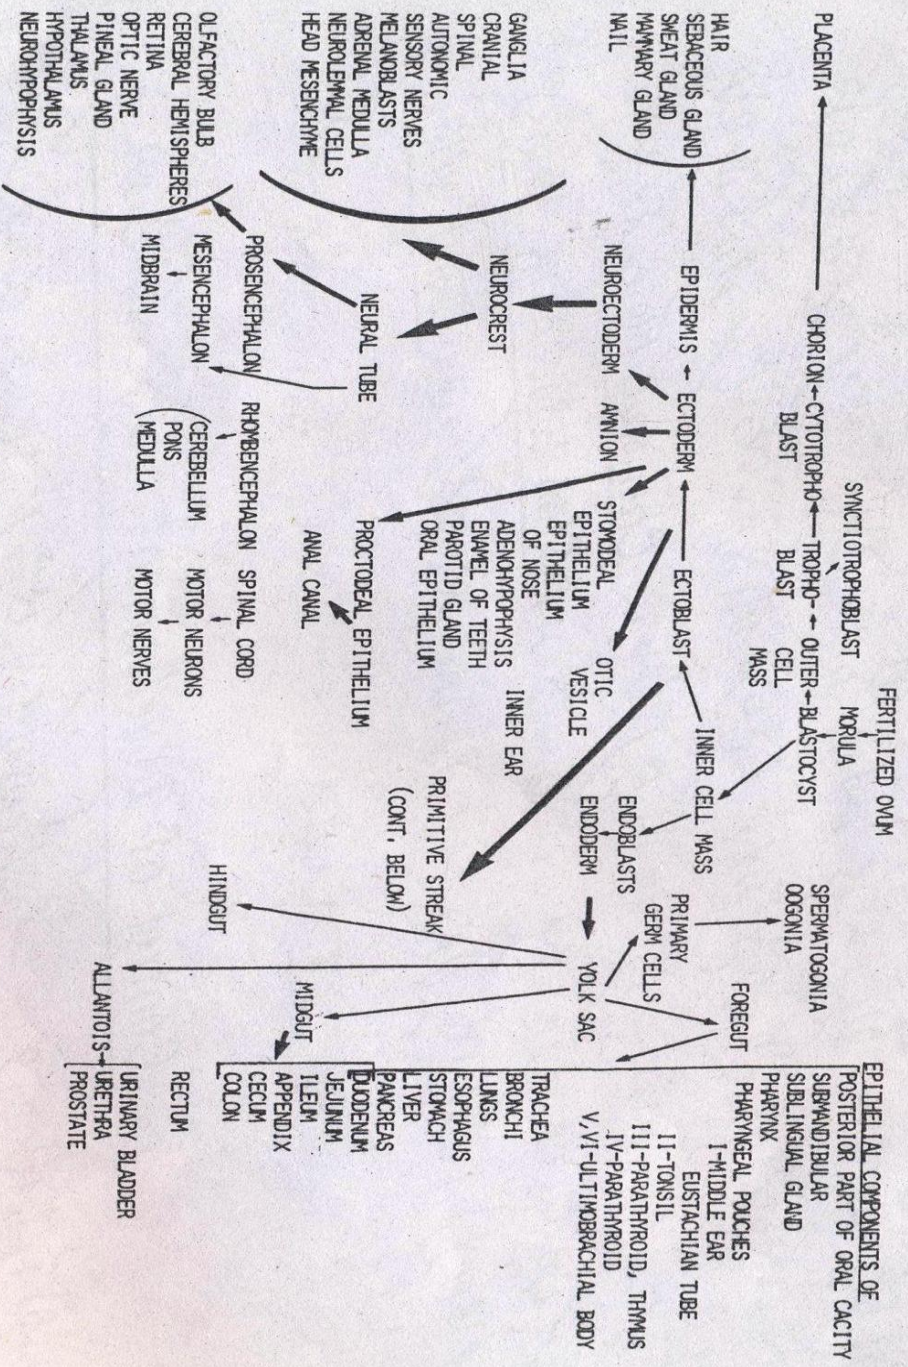 FERTILIZED OVUM
MORULA
SYNCTIOTROPHOBLAST
PLACENTA
CHORION
CYTOTROPHO
BLAST
TROPHO-
BLAST
OUTER
CELL
MASS
BLASTOCYST
SPERMATOGONIA
OOGONIA
FOREGUT
EPITHELIAL COMPONENTS OF
POSTERIOR PART OF ORAL CACITY
SUBMANDIBULAR
SUBLINGUAL GLAND
PHARYNX
PHARYNGEAL POUCHES
I-MIDDLE EAR
EUSTACHIAN TUBE
II-TONSIL
III-PARATHYROID, THYMUS
IV-PARATHYROID
V,VI-ULTIMOBRACHIAL BODY
HAIR
SEBACEOUS GLAND
SWEAT GLAND
MAMMARY GLAND
NAIL
EPIDERMIS
ECTODERM
ECTOBLAST
INNER CELL MASS
PRIMARY
GERM CELLS
ENDOBLASTS
ENDODERM
YOLK SAC
NEUROECTODERM
AMNION
STOMODEAL
EPITHELIUM
EPITHELIUM
OF NOSE
ADENOHYPOPHYSIS
ENAMEL OF TEETH
PAROTID GLAND
ORAL EPITHELIUM
OTIC
VESICLE
INNER EAR
TRACHEA
BRONCHI
LUNGS
ESOPHAGUS
STOMACH
LIVER
PANCREAS
DUODENUM
JEJUNUM
ILEUM
APPENDIX
CECUM
COLON
GANGLIA
CRANIAL
SPINAL
AUTONOMIC
SENSORY NERVES
MELANOBLASTS
ADRENAL MEDULLA
NEUROLEMMAL CELLS
HEAD MESENCHYME
NEUROCREST
NEURAL TUBE
PROCTODEAL EPITHELIUM
ANAL CANAL
PRIMITIVE STREAK
(CONT. BELOW)
MIDGUT
HINDGUT
RECTUM
ALLANTOIS
URINARY BLADDER
URETHRA
PROSTATE
OLFACTORY BULB
CEREBRAL HEMISPHERES
RETINA
OPTIC NERVE
PINEAL GLAND
THALAMUS
HYPOTHALAMUS
NEUROHYPOPHYSIS
PROSENCEPHALON
MESENCEPHALON
MIDBRAIN
RHOMBENCEPHALON
CEREBELLUM
PONS
MEDULLA
SPINAL CORD
MOTOR NEURONS
MOTOR NERVES